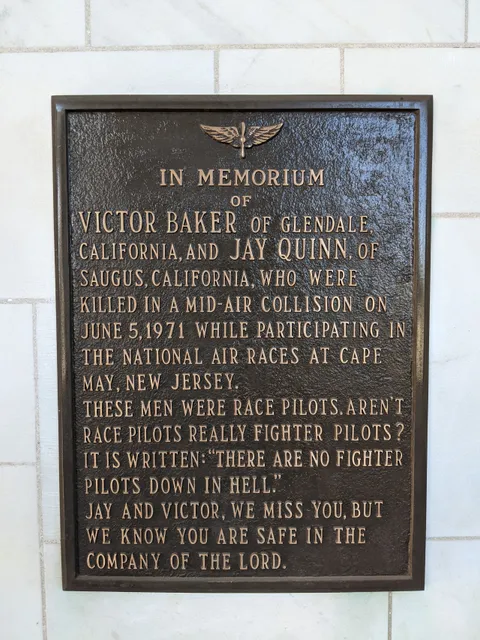 IN MEMORIUM
OF
VICTOR BAKER OF GLENDALE,
CALIFORNIA, AND JAY QUINN OF
SAUGUS, CALIFORNIA, WHO WERE
KILLED IN A MID-AIR COLLISION ON
JUNE 5, 1971 WHILE PARTICIPATING IN
THE NATIONAL AIR RACES AT CAPE
MAY, NEW JERSEY.
THESE MEN WERE RACE PILOTS. AREN'T
RACE PILOTS REALLY FIGHTER PILOTS?
IT IS WRITTEN: "THERE ARE NO FIGHTER
PILOTS DOWN IN HELL."
JAY AND VICTOR, WE MISS YOU, BUT
WE KNOW YOU ARE SAFE IN THE
COMPANY OF THE LORD.